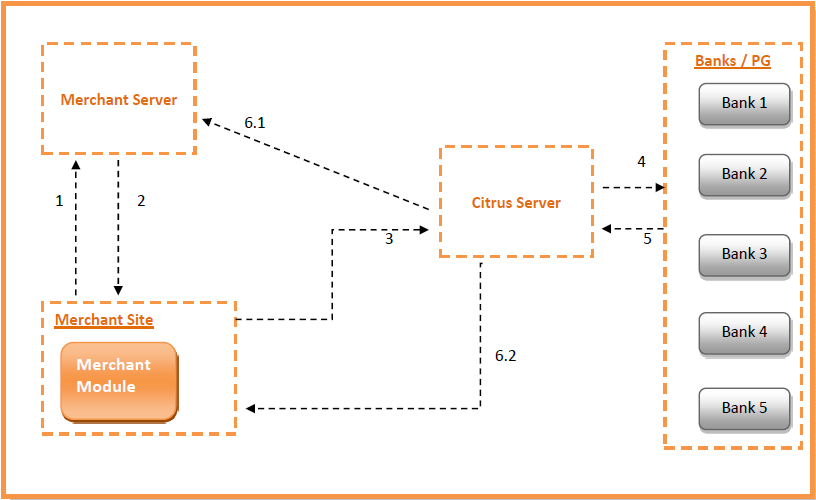 Merchant Server
6.1
Banks / PG
Bank 1
Bank 2
Bank 3
Bank 4
Bank 5
4
5
Citrus Server
1
2
3
Merchant Site
Merchant
Module
6.2